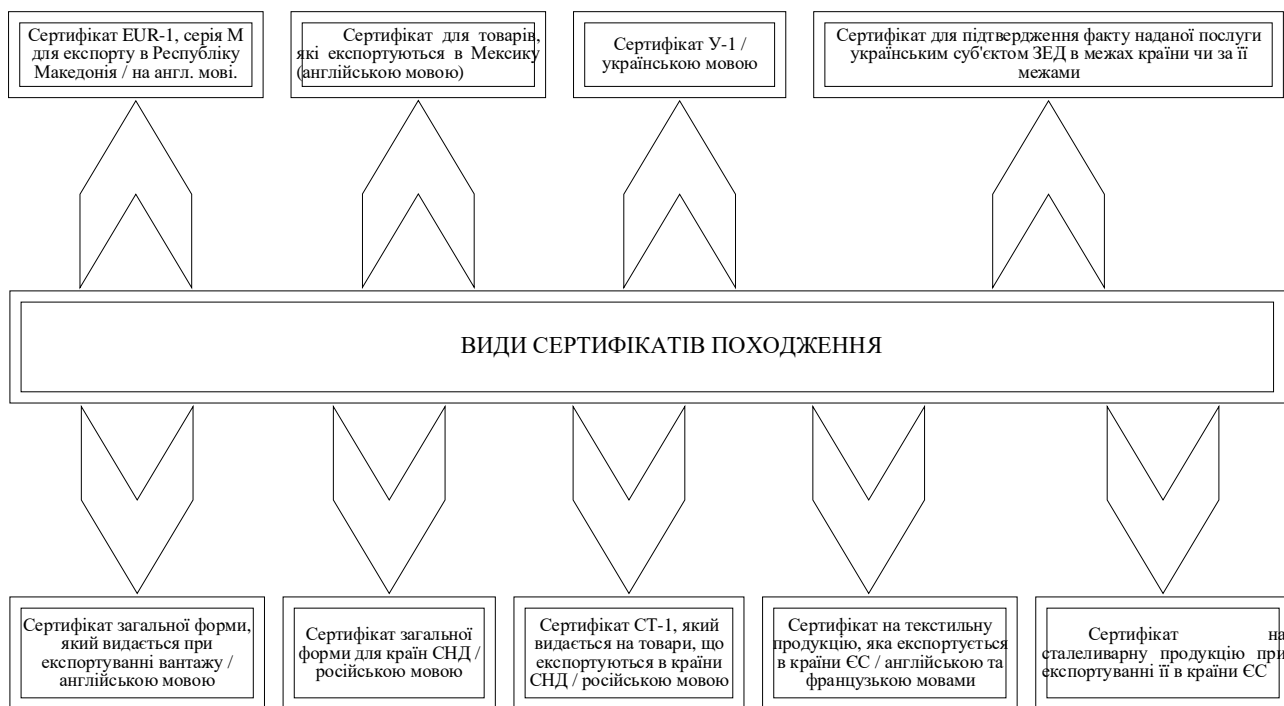 Сертифікат EUR-1, серія М
для експорту в Республіку
Македонія / на англ. мові.
Сертифікат для товарів,
які експортуються в Мексику
(англійською мовою)
Сертифікат У-1 /
українською мовою
Сертифікат для підтвердження факту наданої послуги
українським суб'єктом ЗЕД в межах країни чи за її
межами
ВИДИ СЕРТИФІКАТІВ ПОХОДЖЕННЯ
Сертифікат загальної форми,
який видається при
експортуванні вантажу /
англійською мовою
Сертифікат загальної
форми для країн СНД /
російською мовою
Сертифікат СТ-1, який
видається на товари, що
експортуються в країни
СНД / російською мовою
Сертифікат на текстильну
продукцію, яка експортується
в країни ЄС / англійською та
французькою мовами
Сертифікат на
сталеливарну продукцію при
експортуванні її в країни ЄС